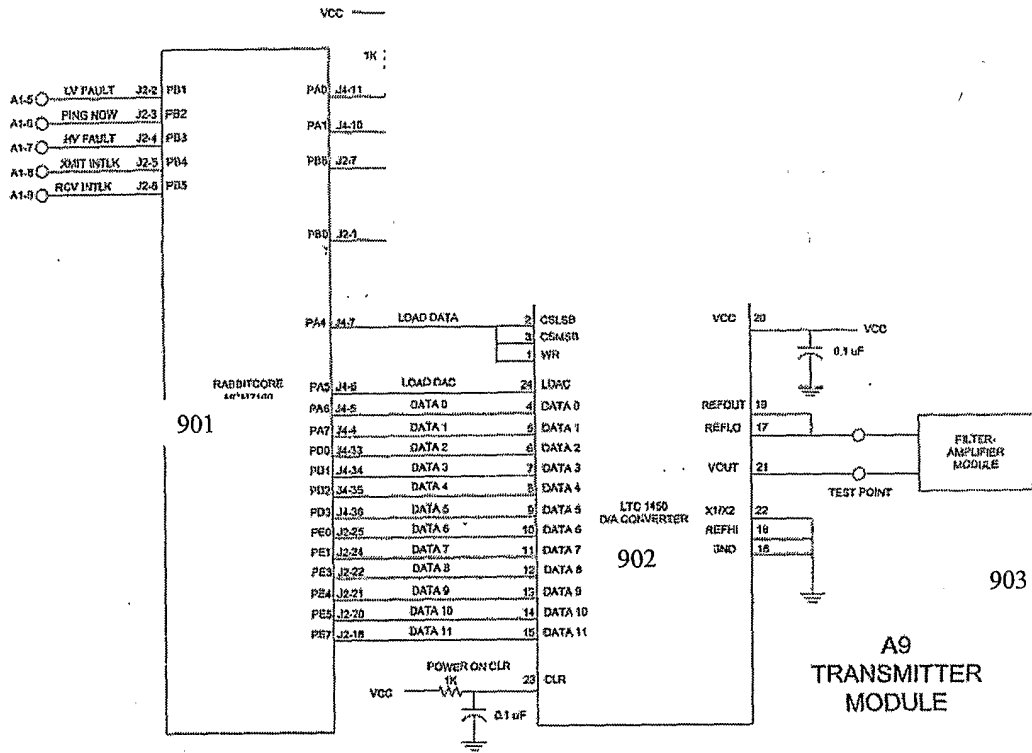 VCC
1K
A1-5 LV FAULT J2-2 PB1
A1-6 PING NOW J2-3 PB2
A1-7 HV FAULT J2-4 PB3
A1-8 XMIT INTLK J2-5 PB4
A1-9 RCV INTLK J2-6 PB5
PA0 J4-11
PA1 J4-10
J2-7
PB0 J2-1
PA4 J4-7 LOAD DATA 2 CSLSB
3 CSMSB
1 WR
VCC 20
VCC
0.1 uF
RABBITCORE
901
PA5 J4-6 LOAD DAC 24 LDAC
PA6 J4-5 DATA 0 4 DATA 0
PA7 J4-4 DATA 1 5 DATA 1
PD0 J4-33 DATA 2 6 DATA 2
PD1 J4-34 DATA 3 7 DATA 3
PD2 J4-35 DATA 4 8 DATA 4
PD3 J4-36 DATA 5 9 DATA 5
PE0 J2-25 DATA 6 10 DATA 6
PE1 J2-24 DATA 7 11 DATA 7
PE3 J2-22 DATA 8 12 DATA 8
PE4 J2-21 DATA 9 13 DATA 9
PE5 J2-20 DATA 10 14 DATA 10
PE7 J2-18 DATA 11 15 DATA 11
LTC 1450
D/A CONVERTER
902
REFOUT 19
REFLO 17
VOUT 21
TEST POINT
X1/X2 22
REFHI 18
GND 16
FILTER-
AMPLIFIER
MODULE
903
POWER ON CLR
VCC 1K 23 CLR
0.1 uF
A9
TRANSMITTER
MODULE